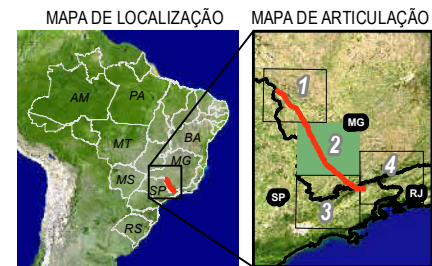 MAPA DE LOCALIZAÇÃO
MAPA DE ARTICULAÇÃO
AM
PA
MT
BA
MG
MS
SP
RS
1
MG
2
4
SP
3
RJ